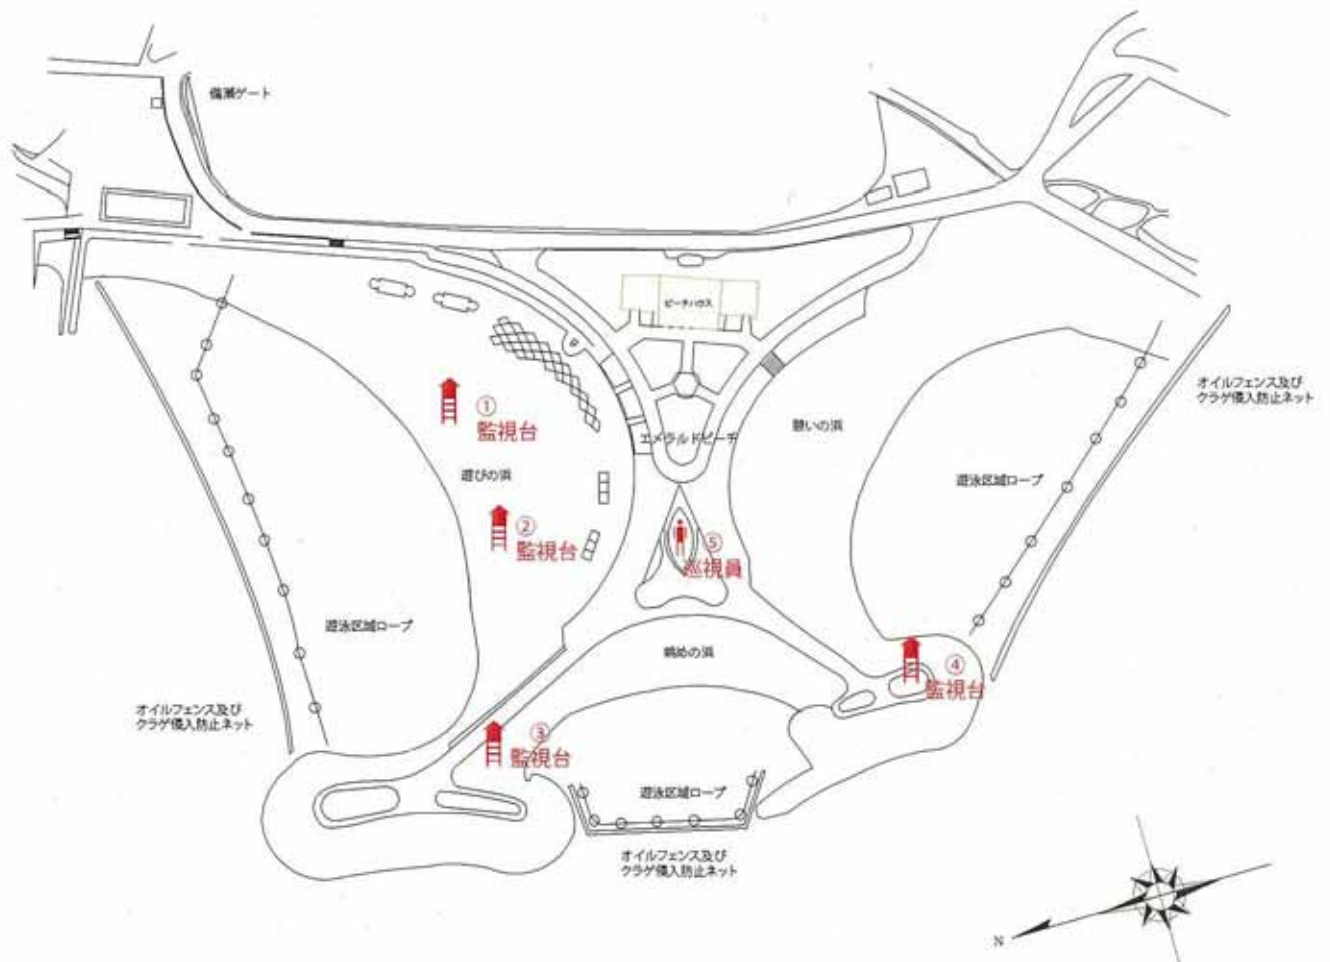 備瀬ゲート
ビーチハウス
オイルフェンス及び
クラゲ侵入防止ネット
①
監視台
エメラルドビーチ
憩いの浜
遊びの浜
遊泳区域ロープ
②
監視台
⑤
巡視員
遊泳区域ロープ
眺めの浜
④
監視台
オイルフェンス及び
クラゲ侵入防止ネット
③
監視台
遊泳区域ロープ
オイルフェンス及び
クラゲ侵入防止ネット
N